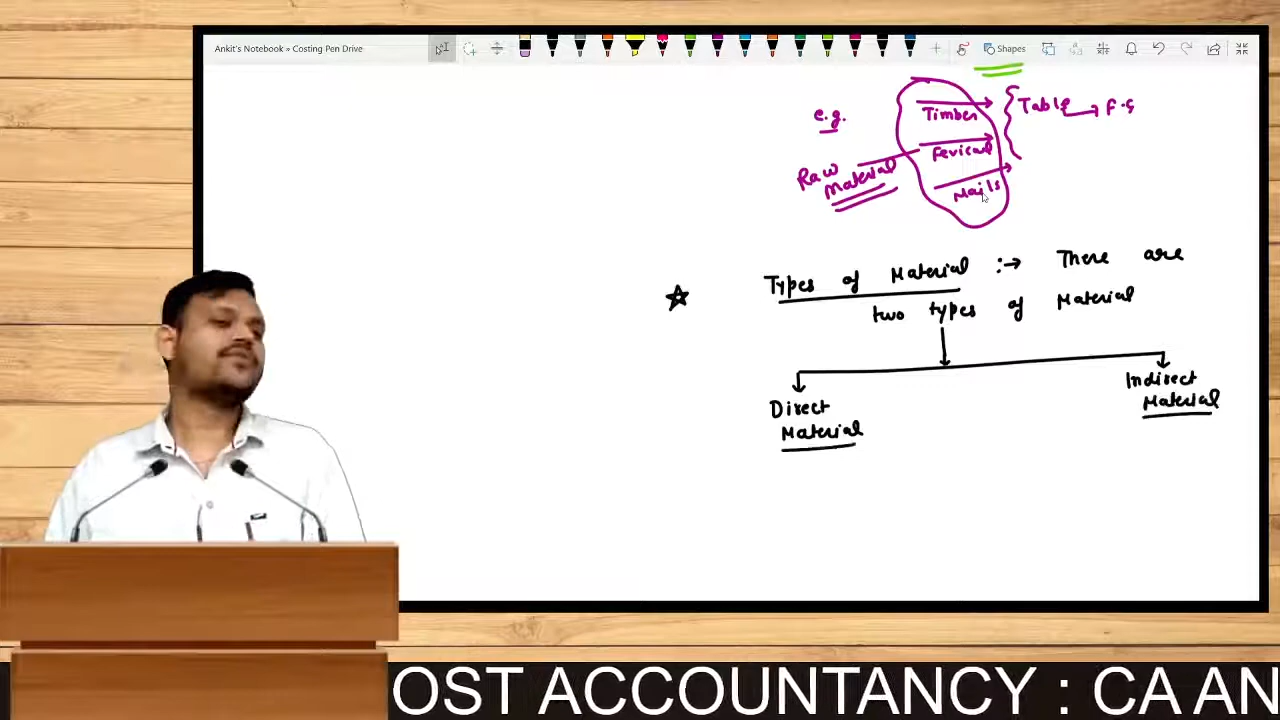 Ankit's Notebook » Costing Pen Drive
Shapes
e.g.
Timber
Table → F.G
Fevicol
Raw
Material
Nails
Types of Material :→ There are
two types of Material
Direct
Material
Indirect
Material
OST ACCOUNTANCY : CA AN